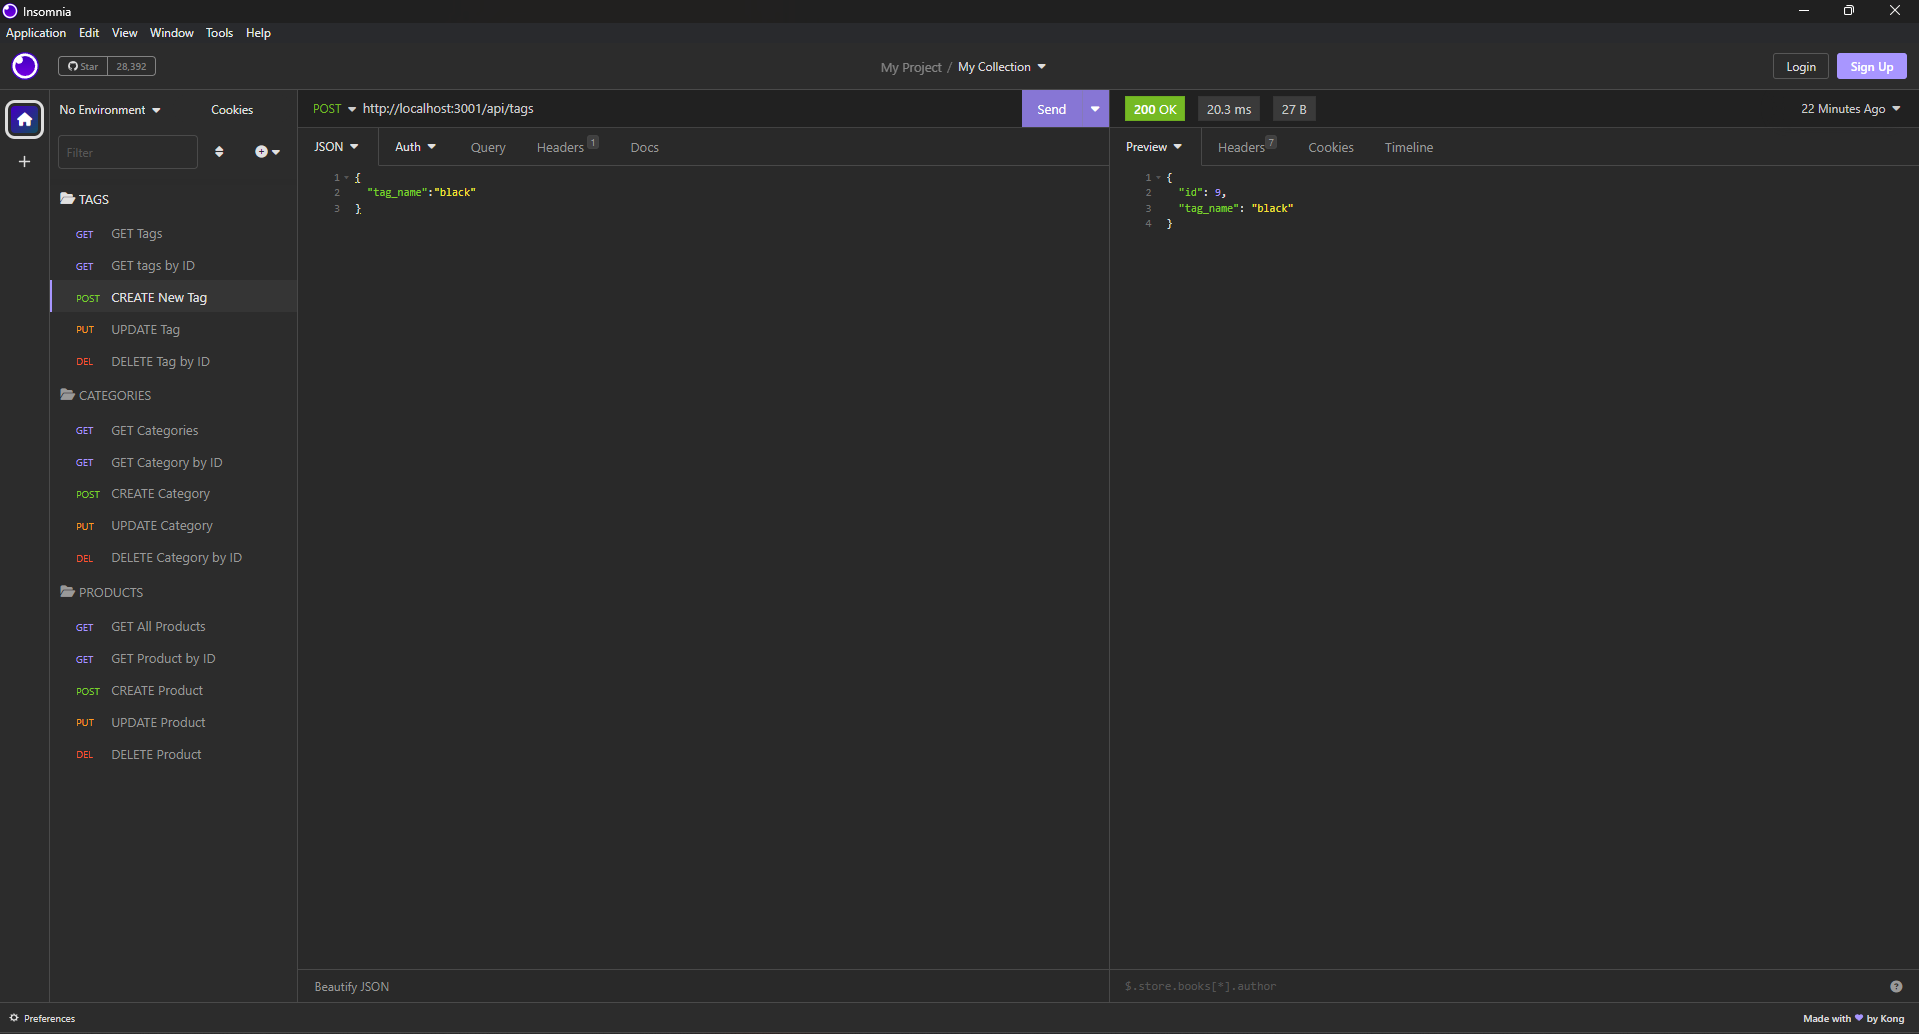 Insomnia
Application Edit View Window Tools Help
Star 28,392
My Project / My Collection
Login Sign Up
No Environment Cookies
Filter
TAGS
GET GET Tags
GET GET tags by ID
POST CREATE New Tag
PUT UPDATE Tag
DEL DELETE Tag by ID
CATEGORIES
GET GET Categories
GET GET Category by ID
POST CREATE Category
PUT UPDATE Category
DEL DELETE Category by ID
PRODUCTS
GET GET All Products
GET GET Product by ID
POST CREATE Product
PUT UPDATE Product
DEL DELETE Product
POST http://localhost:3001/api/tags Send
JSON Auth Query Headers 1 Docs
1 {
2 "tag_name":"black"
3 }
Beautify JSON
200 OK 20.3 ms 27 B 22 Minutes Ago
Preview Headers 7 Cookies Timeline
1 {
2 "id": 9,
3 "tag_name": "black"
4 }
$.store.books[*].author ?
Preferences
Made with 💜 by Kong